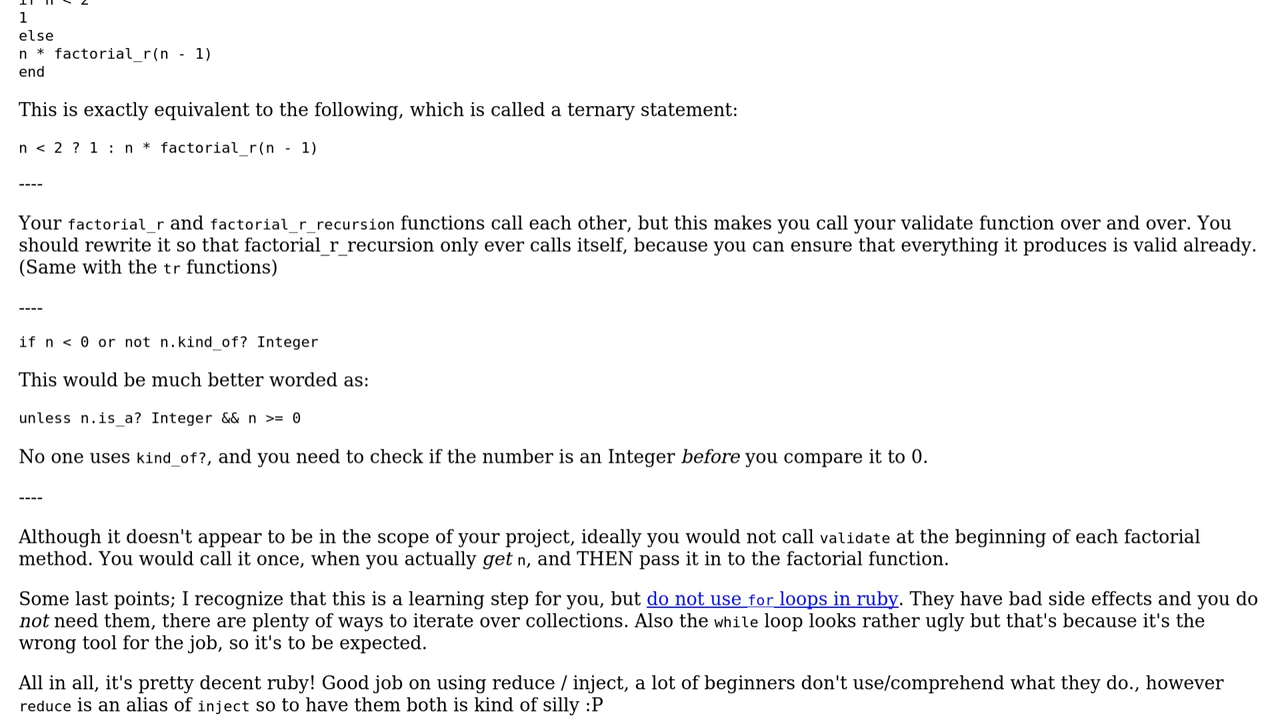 if n < 2
1
else
n * factorial_r(n - 1)
end
This is exactly equivalent to the following, which is called a ternary statement:
n < 2 ? 1 : n * factorial_r(n - 1)
----
Your factorial_r and factorial_r_recursion functions call each other, but this makes you call your validate function over and over. You
should rewrite it so that factorial_r_recursion only ever calls itself, because you can ensure that everything it produces is valid already.
(Same with the tr functions)
----
if n < 0 or not n.kind_of? Integer
This would be much better worded as:
unless n.is_a? Integer && n >= 0
No one uses kind_of?, and you need to check if the number is an Integer before you compare it to 0.
----
Although it doesn't appear to be in the scope of your project, ideally you would not call validate at the beginning of each factorial
method. You would call it once, when you actually get n, and THEN pass it in to the factorial function.
Some last points; I recognize that this is a learning step for you, but do not use for loops in ruby. They have bad side effects and you do
not need them, there are plenty of ways to iterate over collections. Also the while loop looks rather ugly but that's because it's the
wrong tool for the job, so it's to be expected.
All in all, it's pretty decent ruby! Good job on using reduce / inject, a lot of beginners don't use/comprehend what they do., however
reduce is an alias of inject so to have them both is kind of silly :P